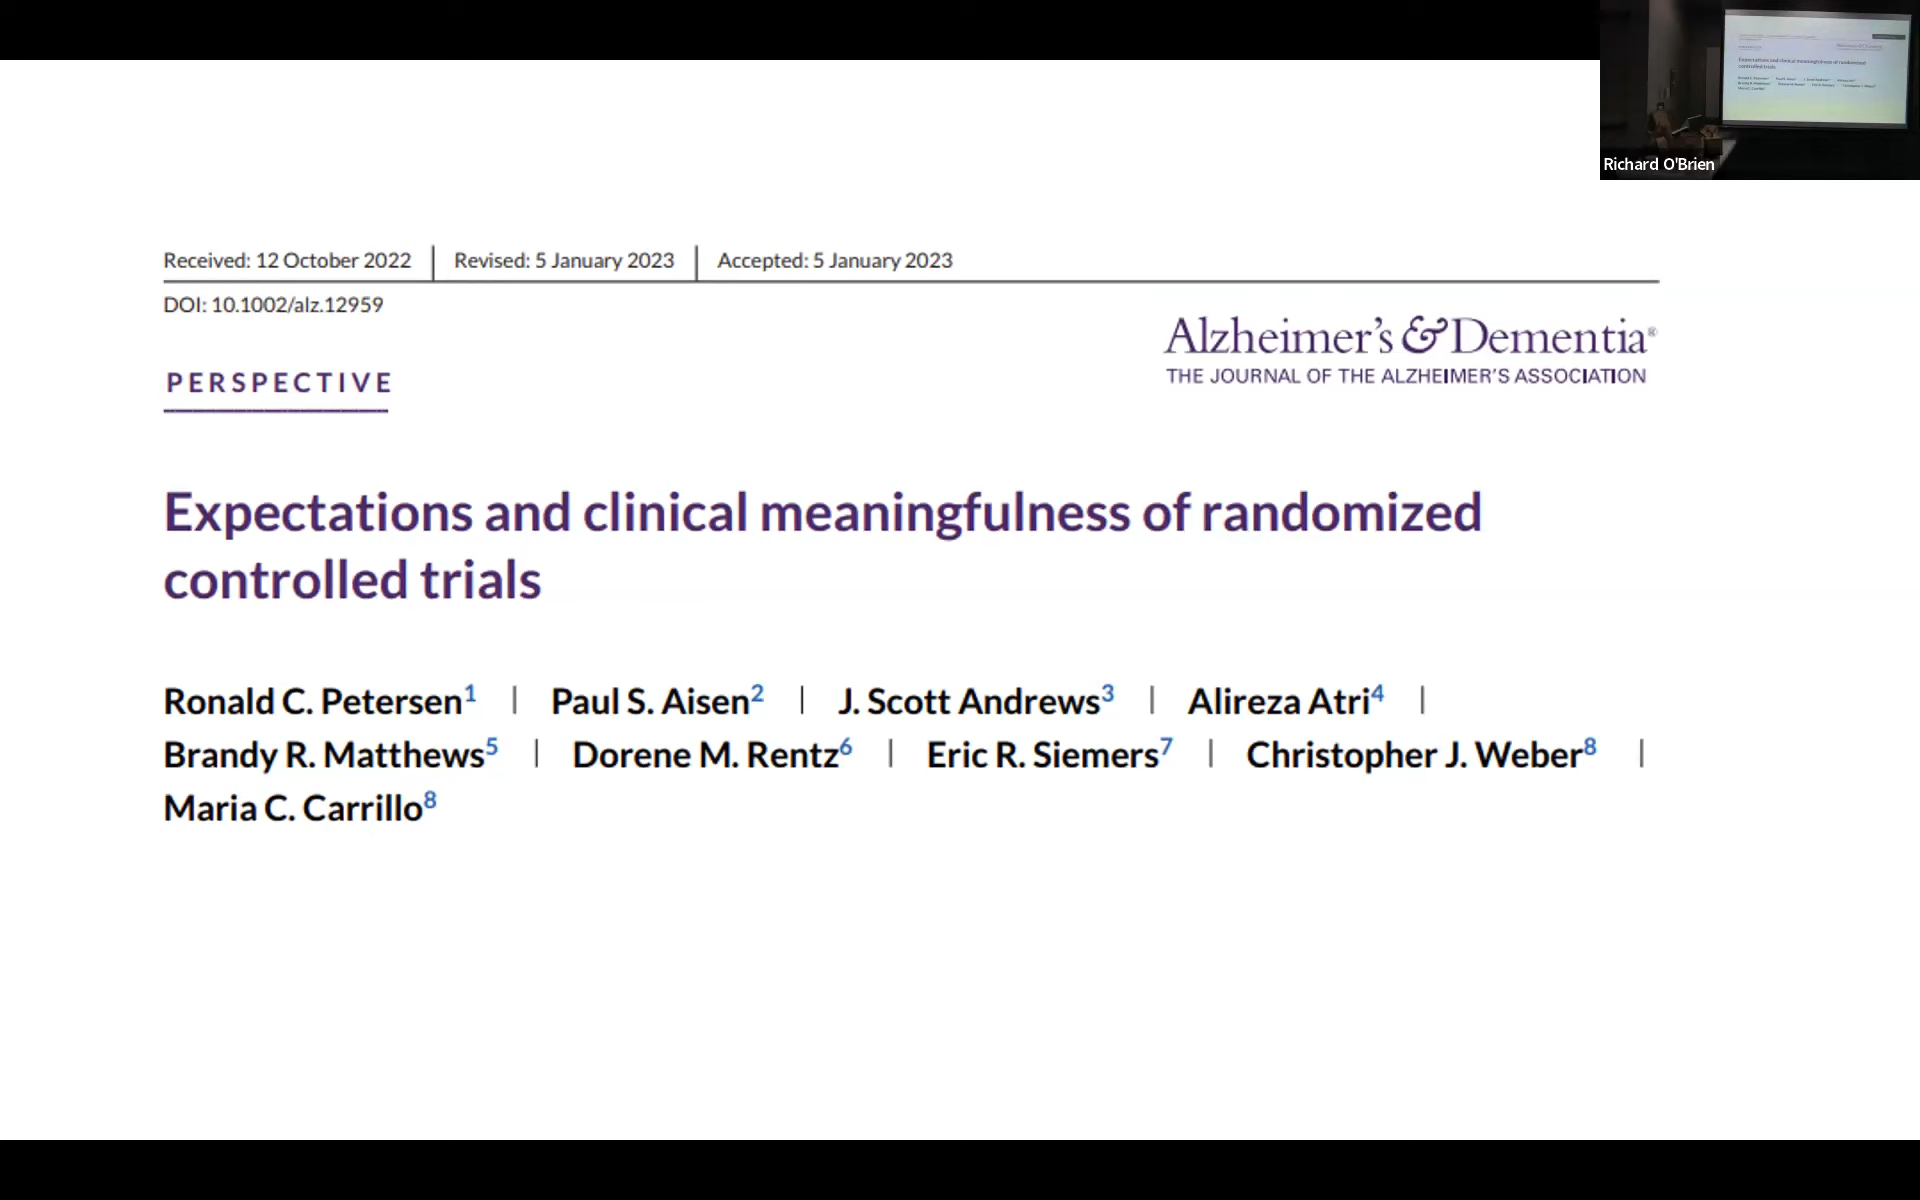 Richard O'Brien
Received: 12 October 2022 | Revised: 5 January 2023 | Accepted: 5 January 2023
DOI: 10.1002/alz.12959
Alzheimer's & Dementia®
THE JOURNAL OF THE ALZHEIMER'S ASSOCIATION
PERSPECTIVE
Expectations and clinical meaningfulness of randomized
controlled trials
Ronald C. Petersen1 | Paul S. Aisen2 | J. Scott Andrews3 | Alireza Atri4 |
Brandy R. Matthews5 | Dorene M. Rentz6 | Eric R. Siemers7 | Christopher J. Weber8 |
Maria C. Carrillo8